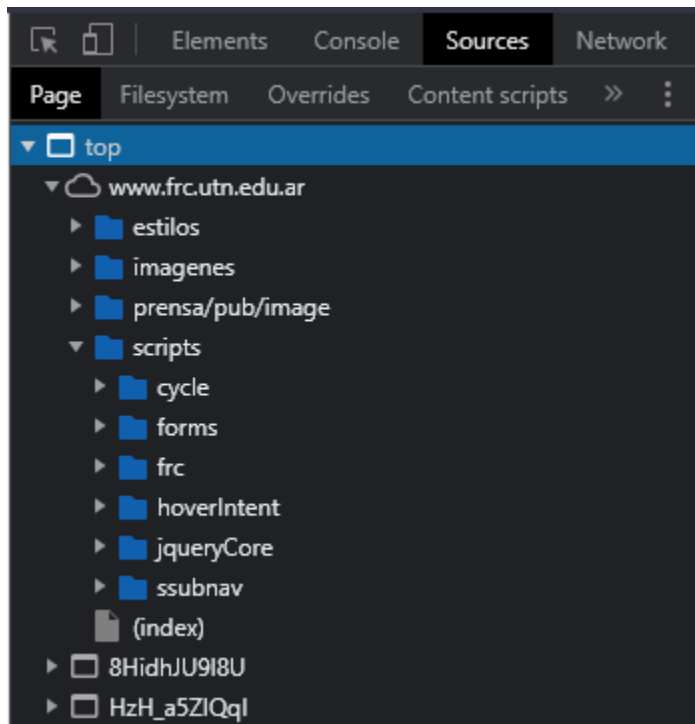 Elements Console Sources Network
Page Filesystem Overrides Content scripts »
top
www.frc.utn.edu.ar
estilos
imagenes
prensa/pub/image
scripts
cycle
forms
frc
hoverIntent
jqueryCore
ssubnav
(index)
8HidhJU9I8U
HzH_a5ZIQqI